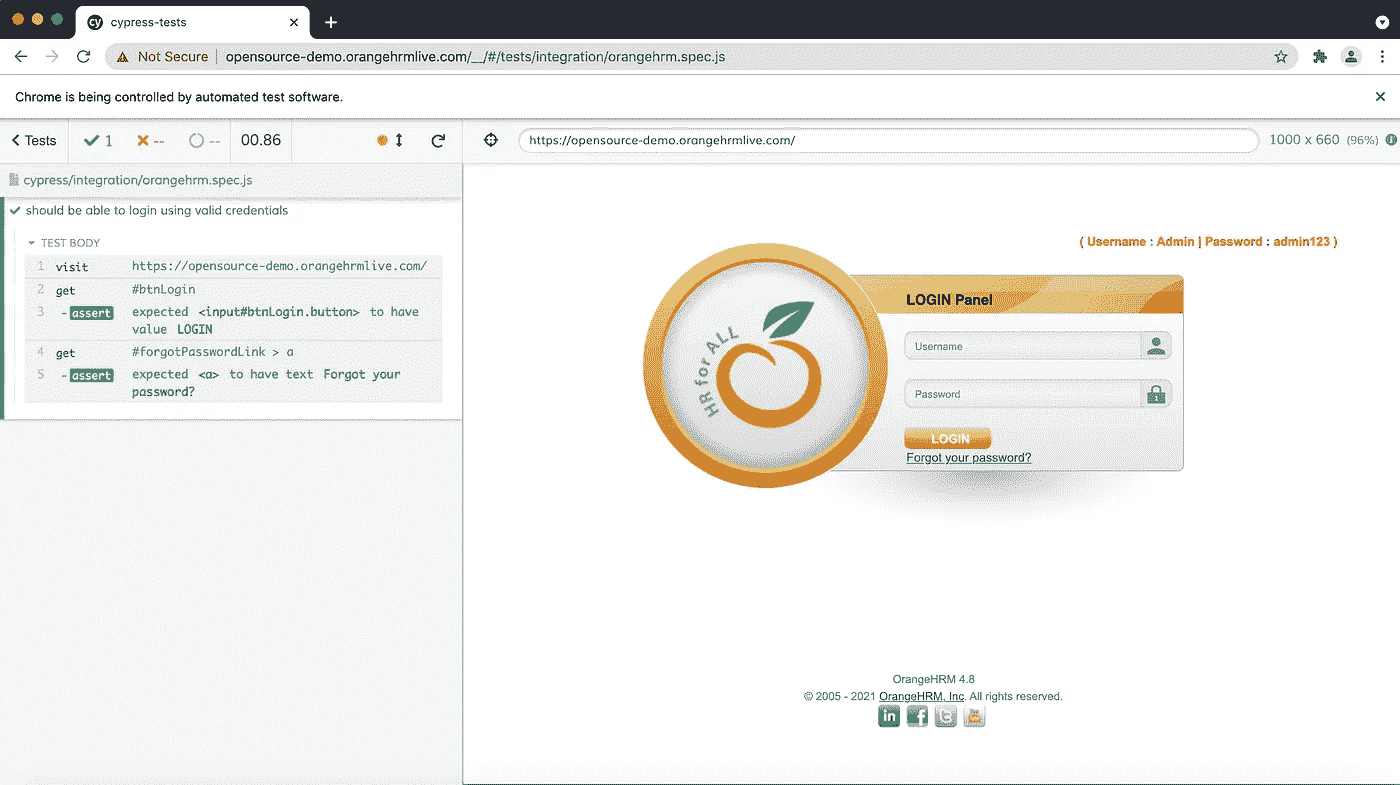 cypress-tests
Not Secure opensource-demo.orangehrmlive.com/__/#/tests/integration/orangehrm.spec.js
Chrome is being controlled by automated test software.
Tests 1 -- -- 00.86
https://opensource-demo.orangehrmlive.com/ 1000 x 660 (96%)
cypress/integration/orangehrm.spec.js
should be able to login using valid credentials
TEST BODY
1 visit https://opensource-demo.orangehrmlive.com/
2 get #btnLogin
3 -assert expected <input#btnLogin.button> to have
value LOGIN
4 get #forgotPasswordLink > a
5 -assert expected <a> to have text Forgot your
password?
( Username : Admin | Password : admin123 )
HR for ALL
LOGIN Panel
Username
Password
LOGIN
Forgot your password?
OrangeHRM 4.8
© 2005 - 2021 OrangeHRM, Inc. All rights reserved.